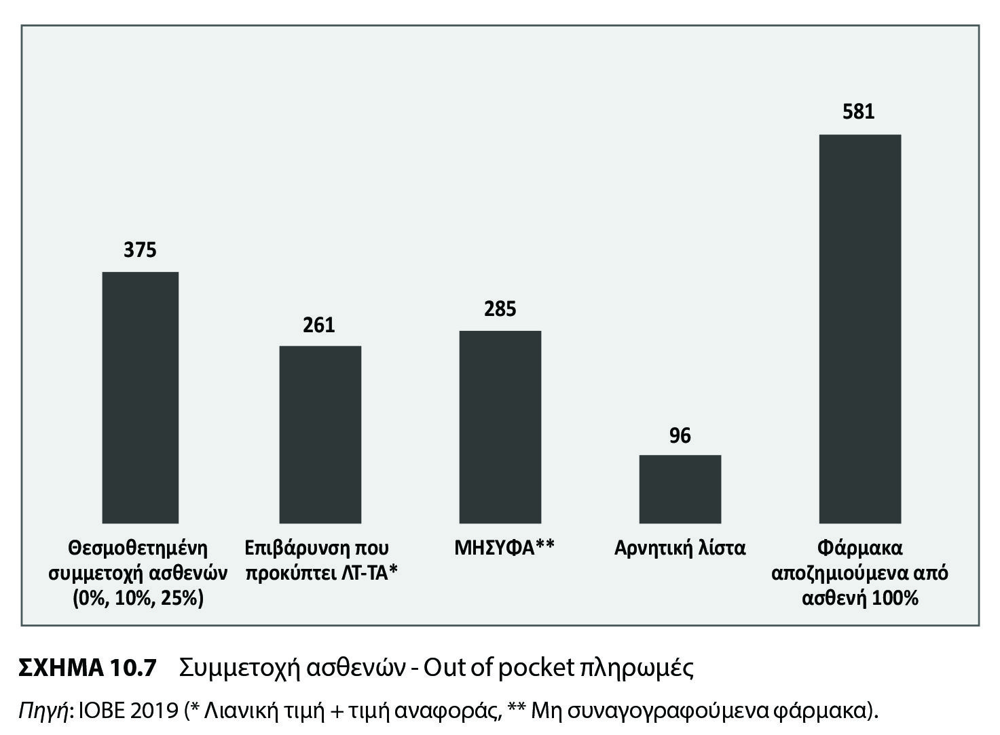 581
375
285
261
96
Θεσμοθετημένη
συμμετοχή ασθενών
(0%, 10%, 25%)
Επιβάρυνση που
προκύπτει ΛΤ-ΤΑ*
ΜΗΣΥΦΑ**
Αρνητική λίστα
Φάρμακα
αποζημιούμενα από
ασθενή 100%
ΣΧΗΜΑ 10.7 Συμμετοχή ασθενών - Out of pocket πληρωμές
Πηγή: ΙΟΒΕ 2019 (* Λιανική τιμή + τιμή αναφοράς, ** Μη συναγογραφούμενα φάρμακα).